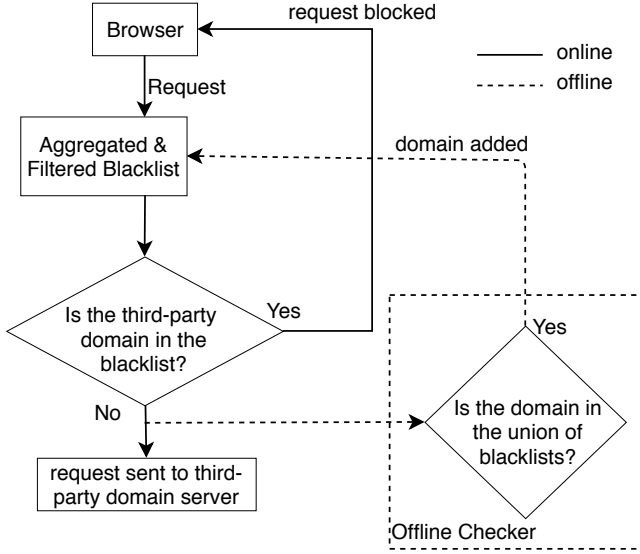 request blocked
Browser
online
offline
Request
domain added
Aggregated &
Filtered Blacklist
Is the third-party
domain in the
blacklist?
Yes
Yes
No
Is the domain in
the union of
blacklists?
request sent to third-
party domain server
Offline Checker